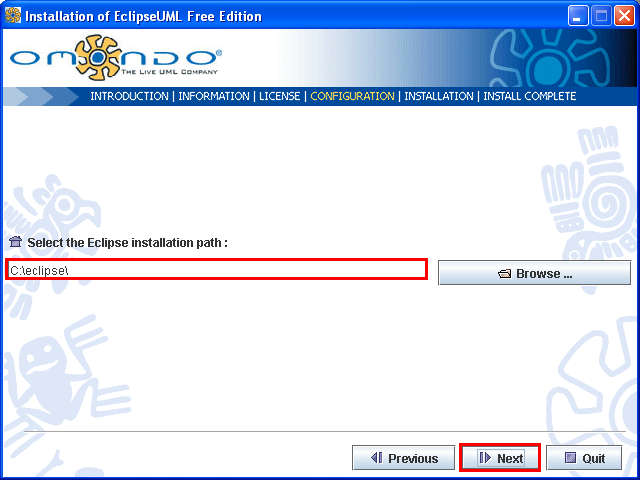 Installation of EclipseUML Free Edition
OMONDO®
THE LIVE UML COMPANY
INTRODUCTION | INFORMATION | LICENSE | CONFIGURATION | INSTALLATION | INSTALL COMPLETE
Select the Eclipse installation path :
C:\eclipse\
Browse ...
Previous
Next
Quit